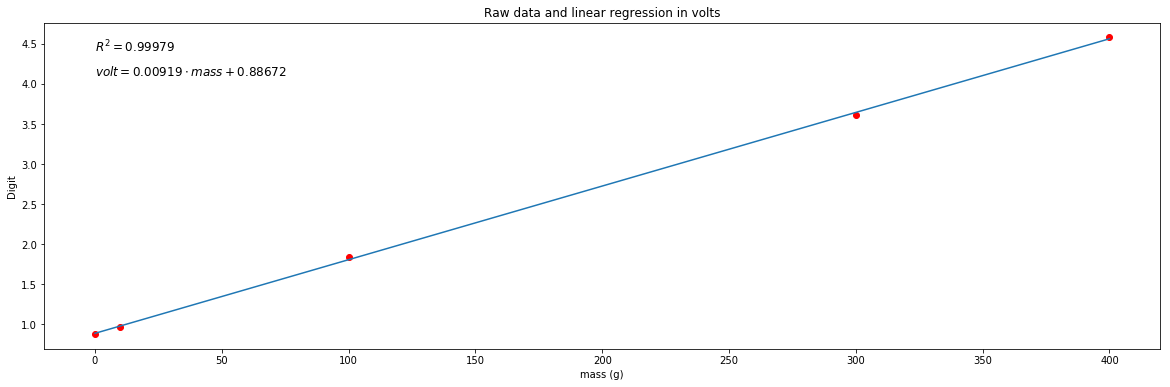 Raw data and linear regression in volts
R² = 0.99979
volt = 0.00919 · mass + 0.88672
Digit
4.5
4.0
3.5
3.0
2.5
2.0
1.5
1.0
0 50 100 150 200 250 300 350 400
mass (g)